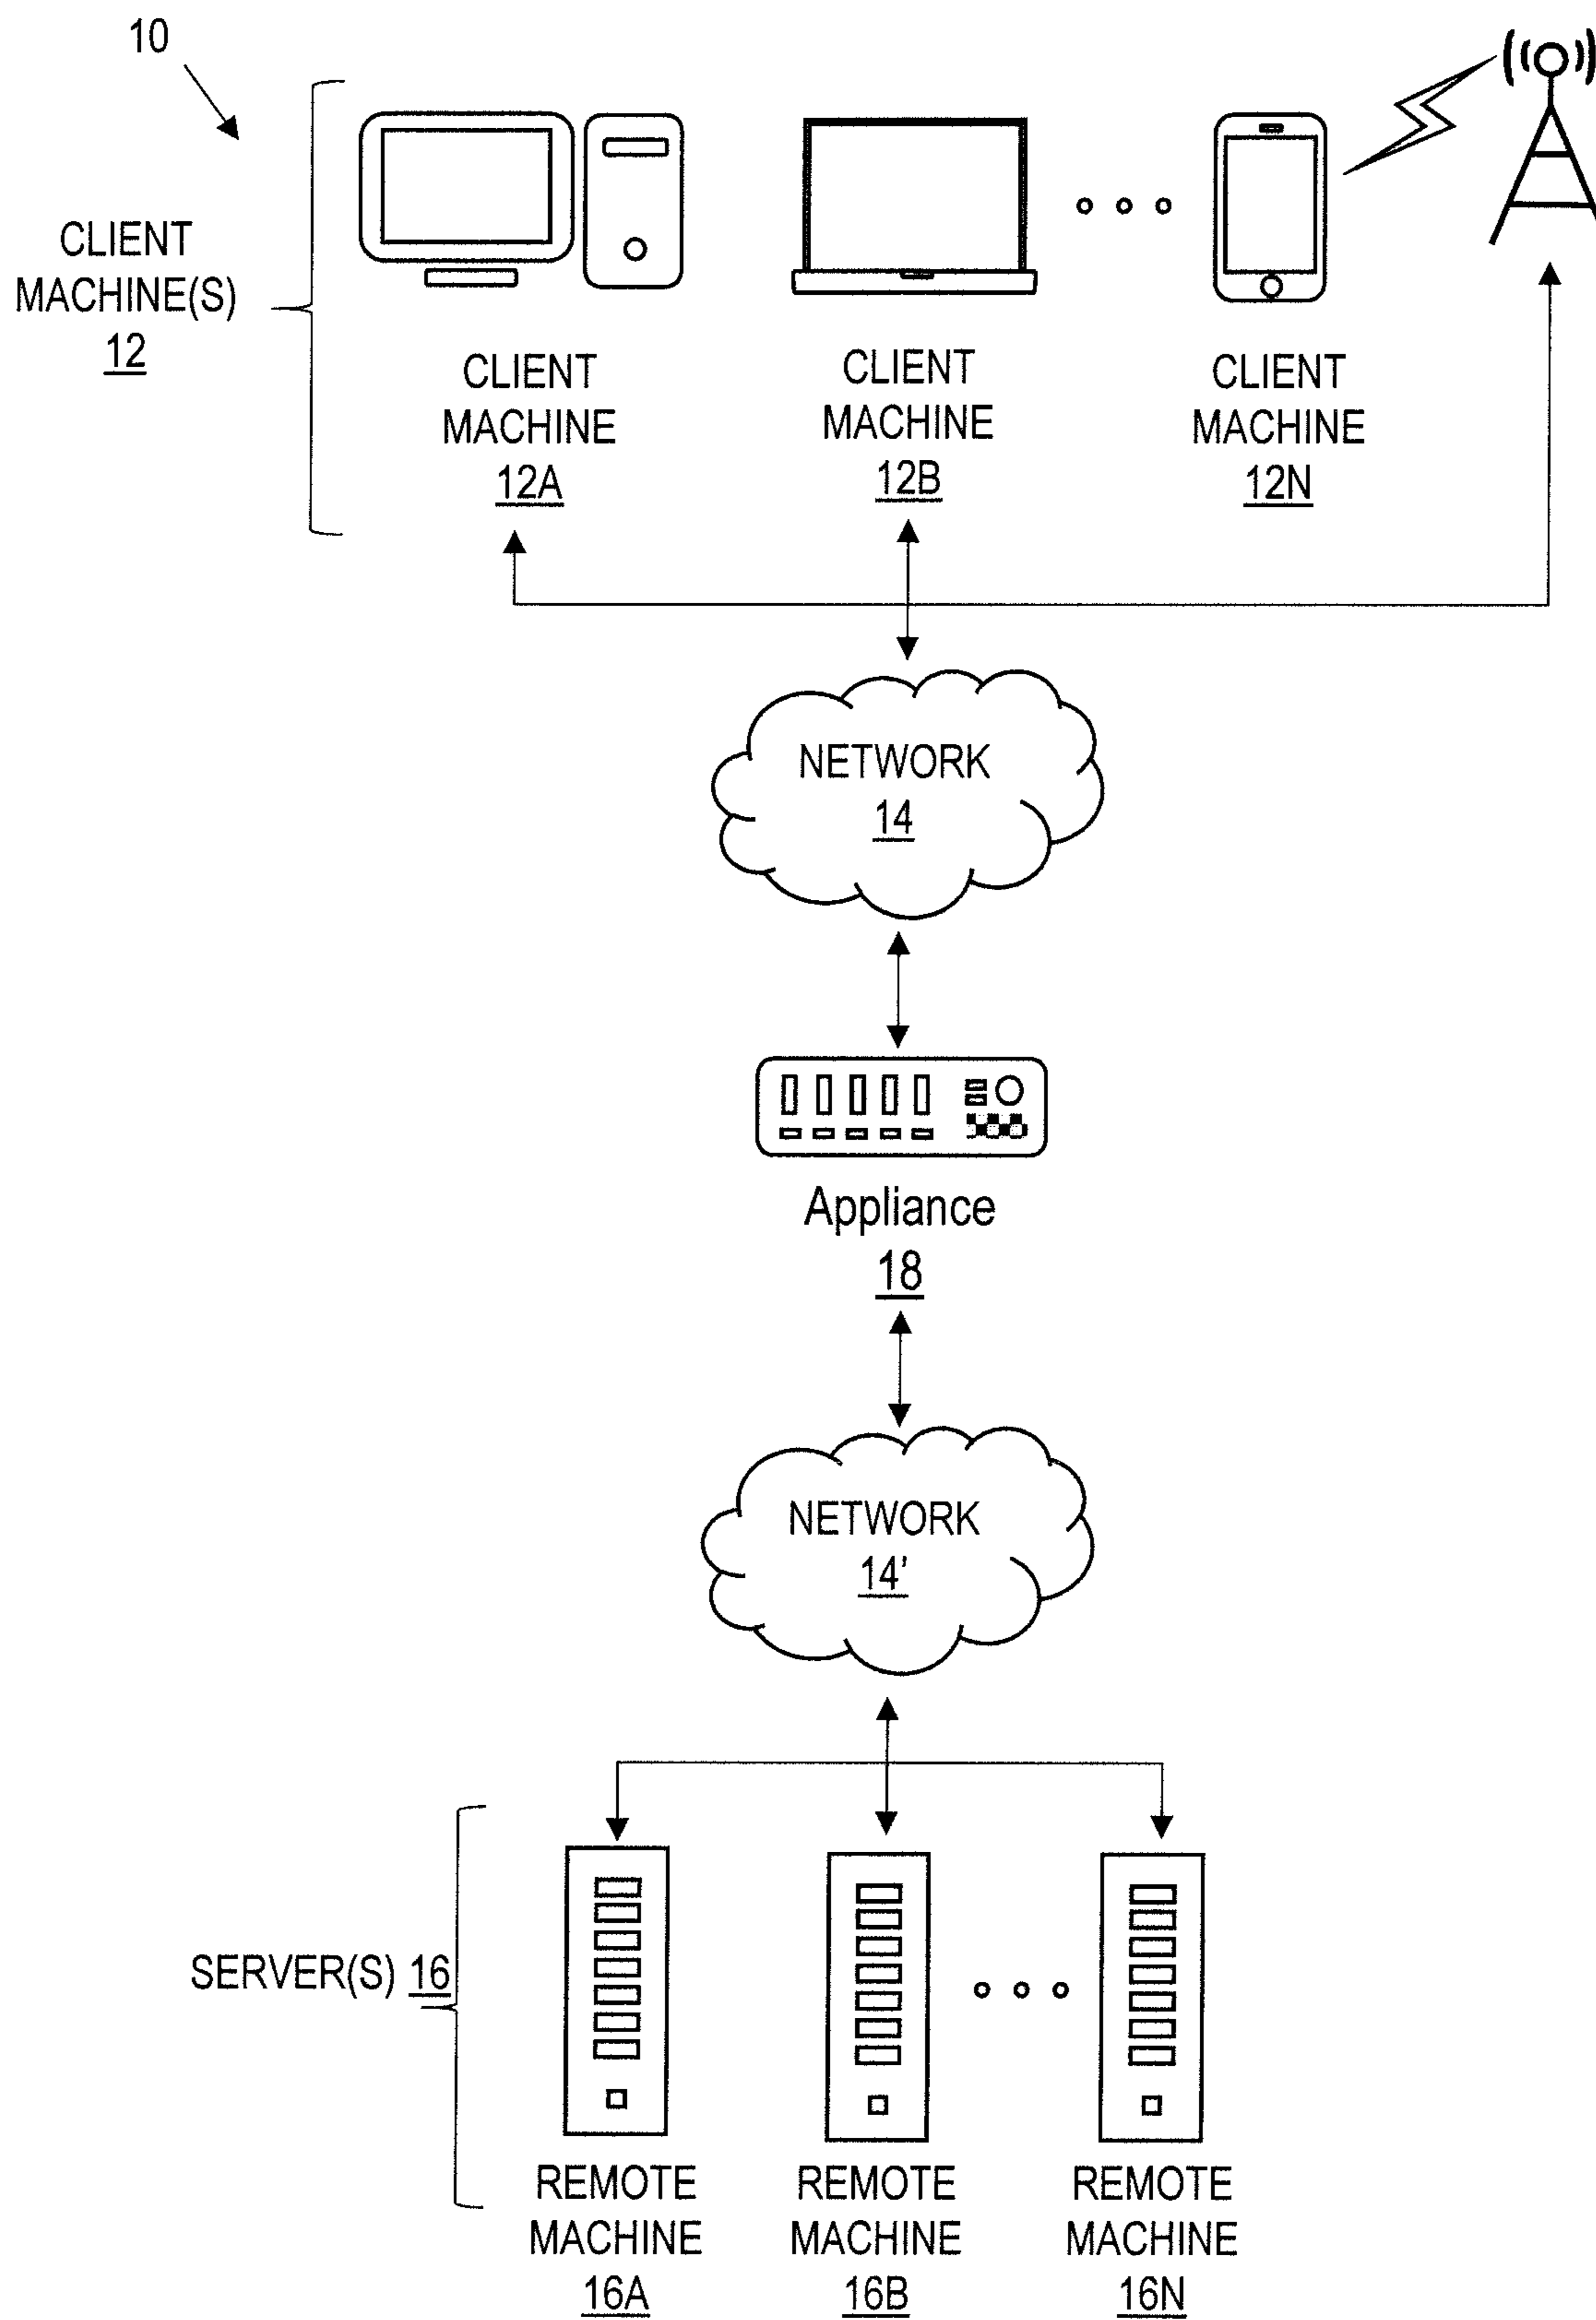 10
CLIENT
MACHINE(S)
12
CLIENT
MACHINE
12A
CLIENT
MACHINE
12B
CLIENT
MACHINE
12N
NETWORK
14
Appliance
18
NETWORK
14'
SERVER(S) 16
REMOTE
MACHINE
16A
REMOTE
MACHINE
16B
REMOTE
MACHINE
16N